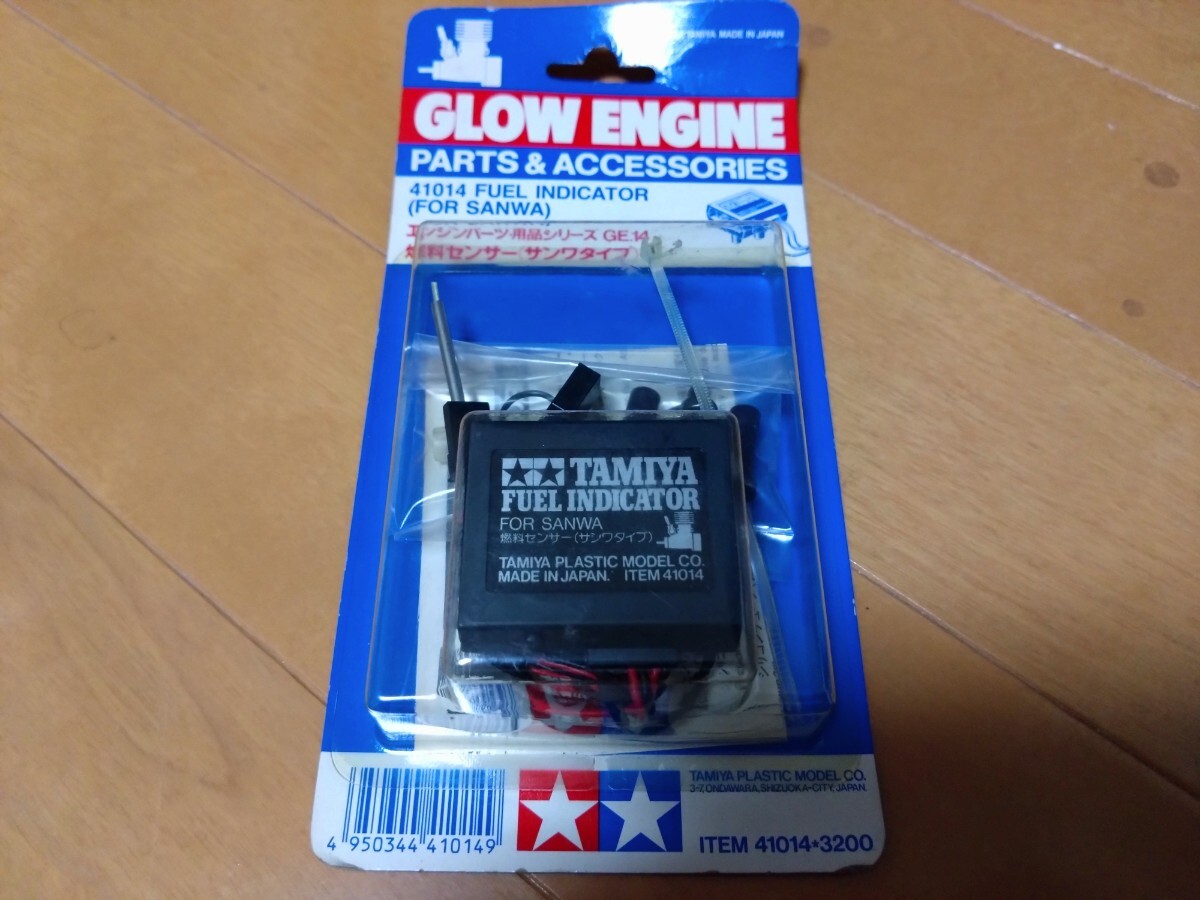 TAMIYA MADE IN JAPAN
GLOW ENGINE
PARTS & ACCESSORIES
41014 FUEL INDICATOR
(FOR SANWA)
エンジンパーツ・用品シリーズ GE.14
燃料センサー(サンワタイプ)
TAMIYA
FUEL INDICATOR
FOR SANWA
燃料センサー(サンワタイプ)
TAMIYA PLASTIC MODEL CO.
MADE IN JAPAN. ITEM 41014
TAMIYA PLASTIC MODEL CO.
3-7, ONDAWARA, SHIZUOKA-CITY, JAPAN.
4 950344 410149
ITEM 41014*3200